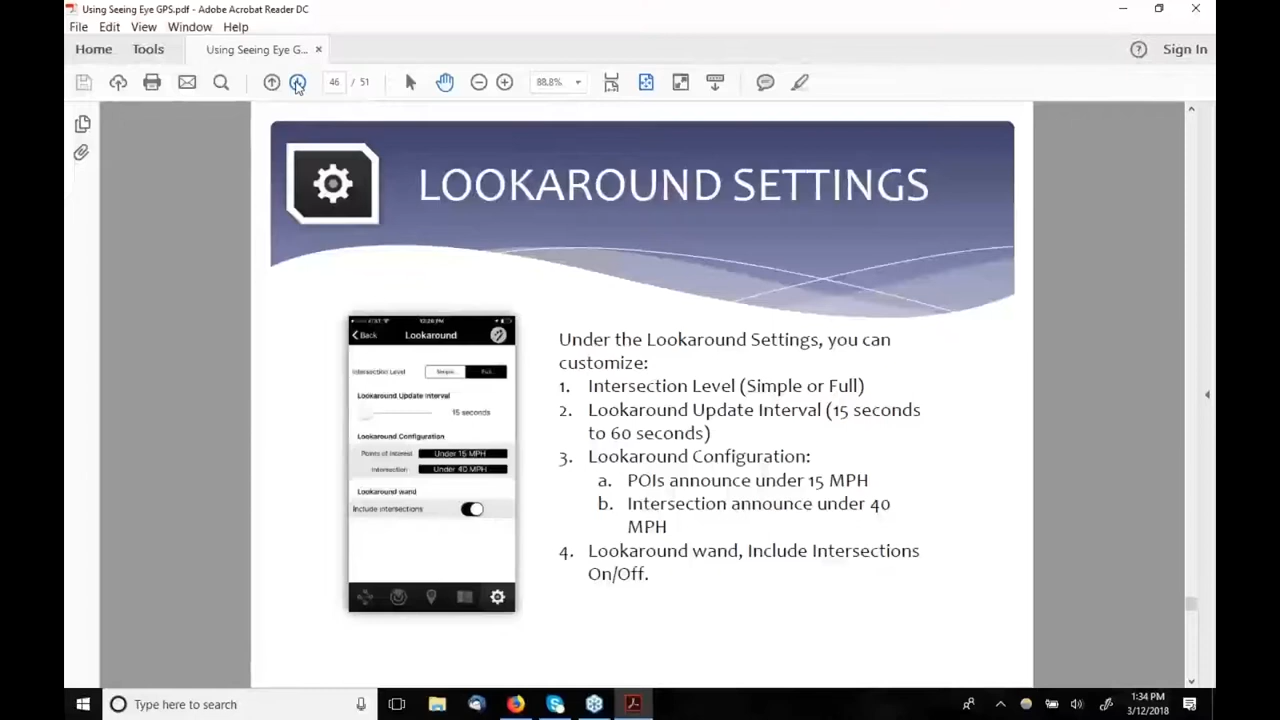 Using Seeing Eye GPS.pdf - Adobe Acrobat Reader DC
File Edit View Window Help
Home Tools Using Seeing Eye G... × Sign In
46 / 51 88.8%
LOOKAROUND SETTINGS
12:28 PM
Back Lookaround
Intersection Level
Lookaround Update Interval
15 seconds
Lookaround Configuration
Points of Interest Under 15 MPH
Intersection Under 40 MPH
Lookaround wand
Include Intersections
Under the Lookaround Settings, you can
customize:
1. Intersection Level (Simple or Full)
2. Lookaround Update Interval (15 seconds
to 60 seconds)
3. Lookaround Configuration:
a. POIs announce under 15 MPH
b. Intersection announce under 40
MPH
4. Lookaround wand, Include Intersections
On/Off.
Type here to search
1:34 PM
3/12/2018